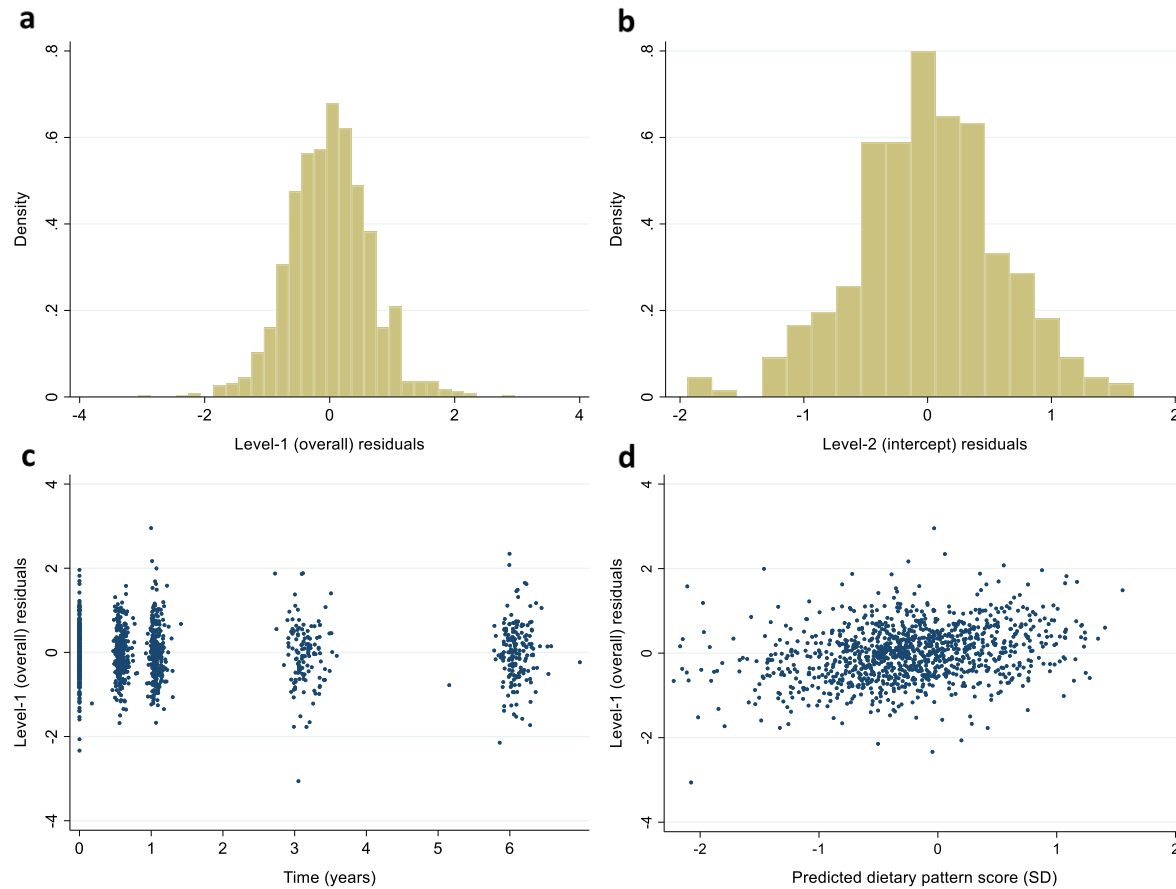 a
Density
0 .2 .4 .6 .8
-4 -2 0 2 4
Level-1 (overall) residuals
b
Density
0 .2 .4 .6 .8
-2 -1 0 1 2
Level-2 (intercept) residuals
c
Level-1 (overall) residuals
-4 -2 0 2 4
0 1 2 3 4 5 6
Time (years)
d
Level-1 (overall) residuals
-4 -2 0 2 4
-2 -1 0 1 2
Predicted dietary pattern score (SD)